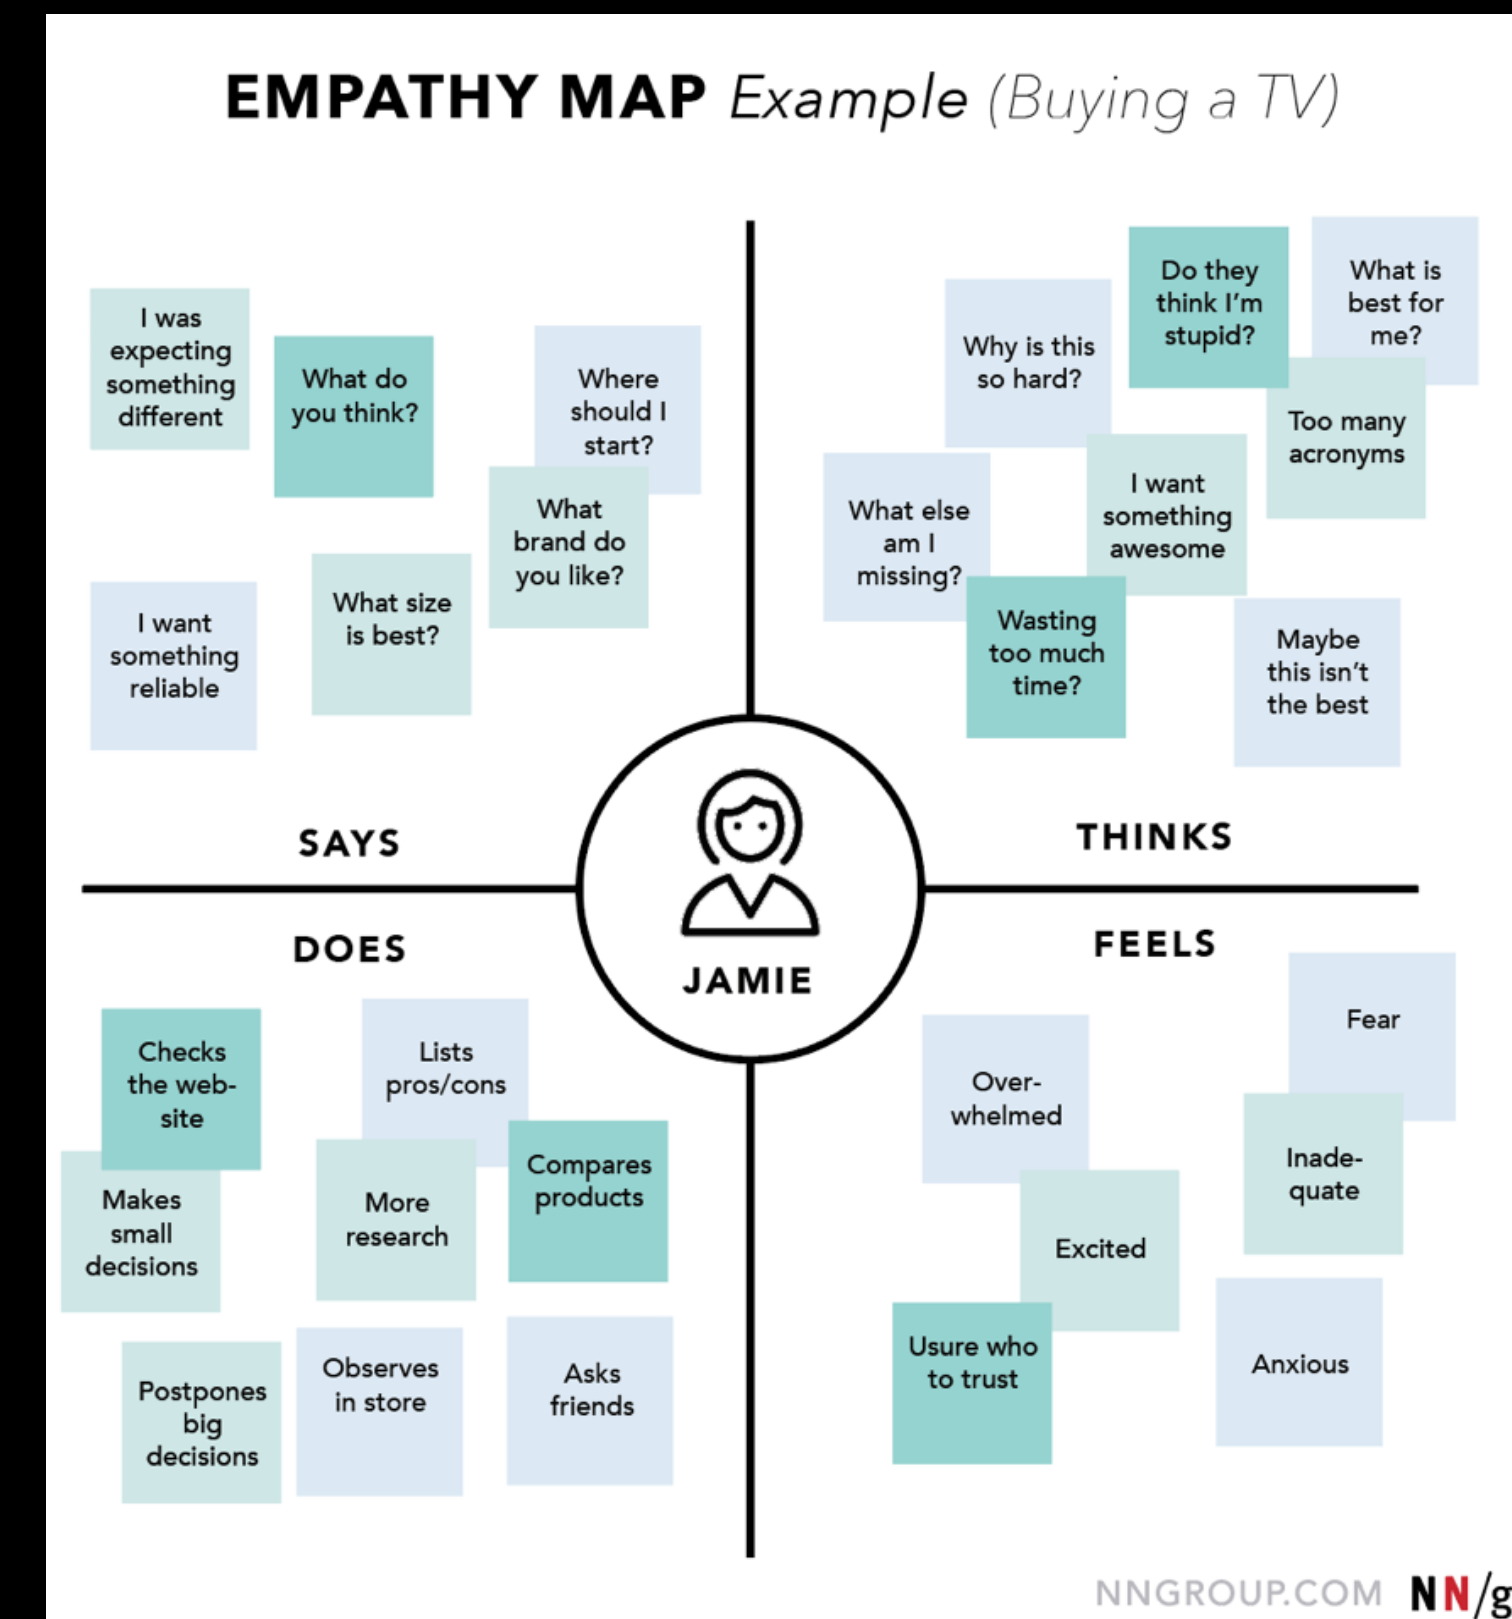 EMPATHY MAP Example (Buying a TV)
I was
expecting
something
different
What do
you think?
Where
should I
start?
What
brand do
you like?
What size
is best?
I want
something
reliable
SAYS
Why is this
so hard?
Do they
think I'm
stupid?
What is
best for
me?
Too many
acronyms
I want
something
awesome
What else
am I
missing?
Wasting
too much
time?
Maybe
this isn't
the best
THINKS
JAMIE
DOES
Checks
the web-
site
Lists
pros/cons
Compares
products
More
research
Makes
small
decisions
Postpones
big
decisions
Observes
in store
Asks
friends
FEELS
Fear
Over-
whelmed
Inade-
quate
Excited
Usure who
to trust
Anxious
NNGROUP.COM NN/g